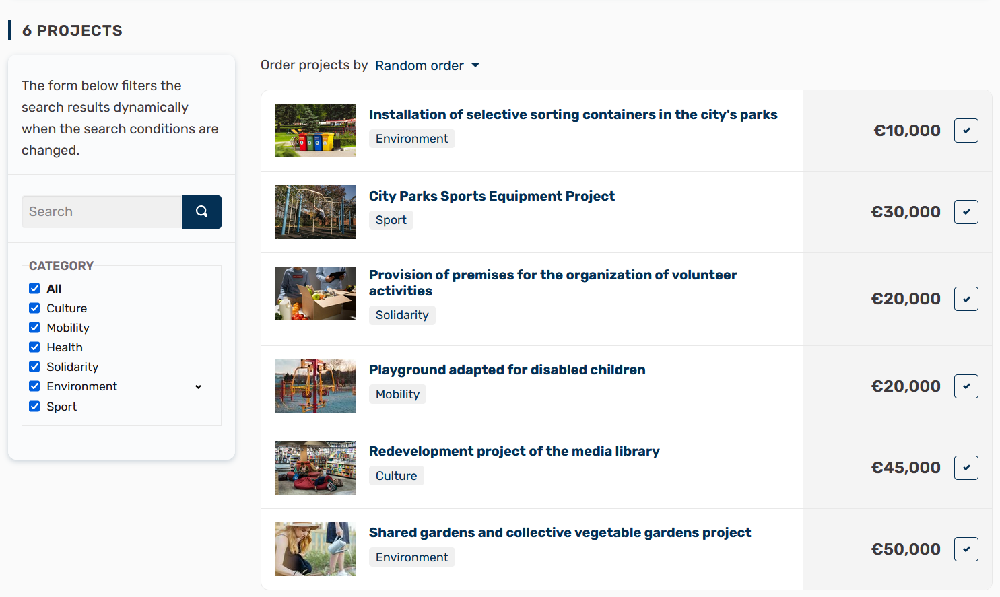 6 PROJECTS
The form below filters the
search results dynamically
when the search conditions are
changed.
Search
CATEGORY
All
Culture
Mobility
Health
Solidarity
Environment
Sport
Order projects by Random order
Installation of selective sorting containers in the city's parks
Environment
€10,000
City Parks Sports Equipment Project
Sport
€30,000
Provision of premises for the organization of volunteer
activities
Solidarity
€20,000
Playground adapted for disabled children
Mobility
€20,000
Redevelopment project of the media library
Culture
€45,000
Shared gardens and collective vegetable gardens project
Environment
€50,000